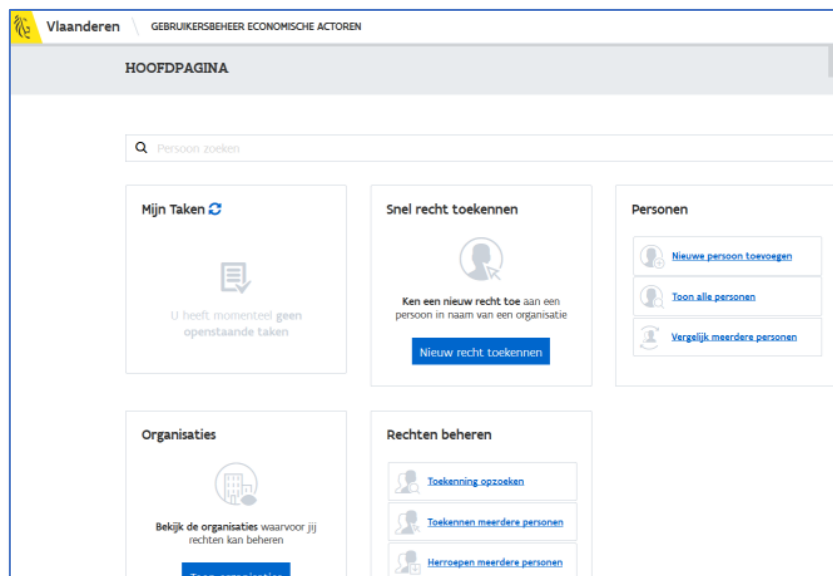 Vlaanderen
GEBRUIKERSBEHEER ECONOMISCHE ACTOREN
HOOFDPAGINA
Persoon zoeken
Mijn Taken
U heeft momenteel geen
openstaande taken
Snel recht toekennen
Ken een nieuw recht toe aan een
persoon in naam van een organisatie
Nieuw recht toekennen
Personen
Nieuwe persoon toevoegen
Toon alle personen
Vergelijk meerdere personen
Organisaties
Bekijk de organisaties waarvoor jij
rechten kan beheren
Toon organisaties
Rechten beheren
Toekenning opzoeken
Toekennen meerdere personen
Herroepen meerdere personen